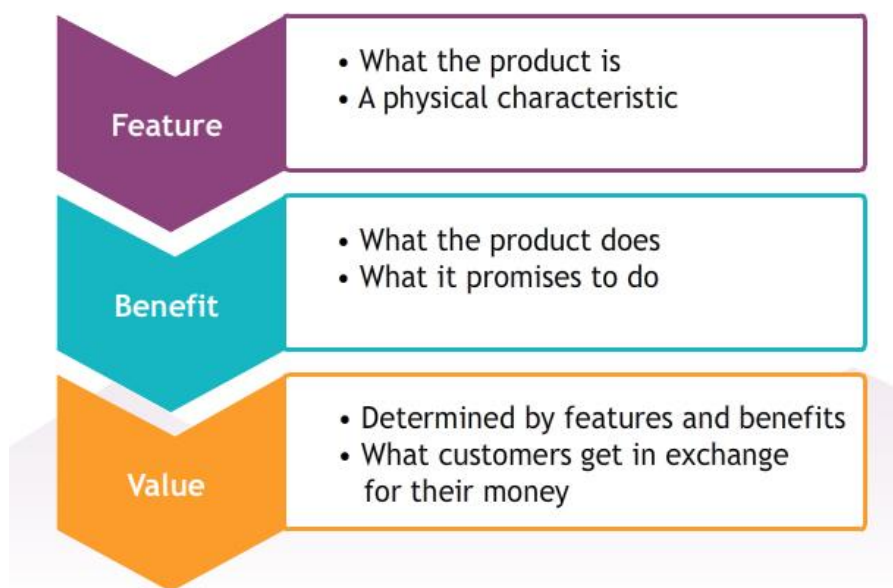 Feature
• What the product is
• A physical characteristic
Benefit
• What the product does
• What it promises to do
Value
• Determined by features and benefits
• What customers get in exchange
for their money